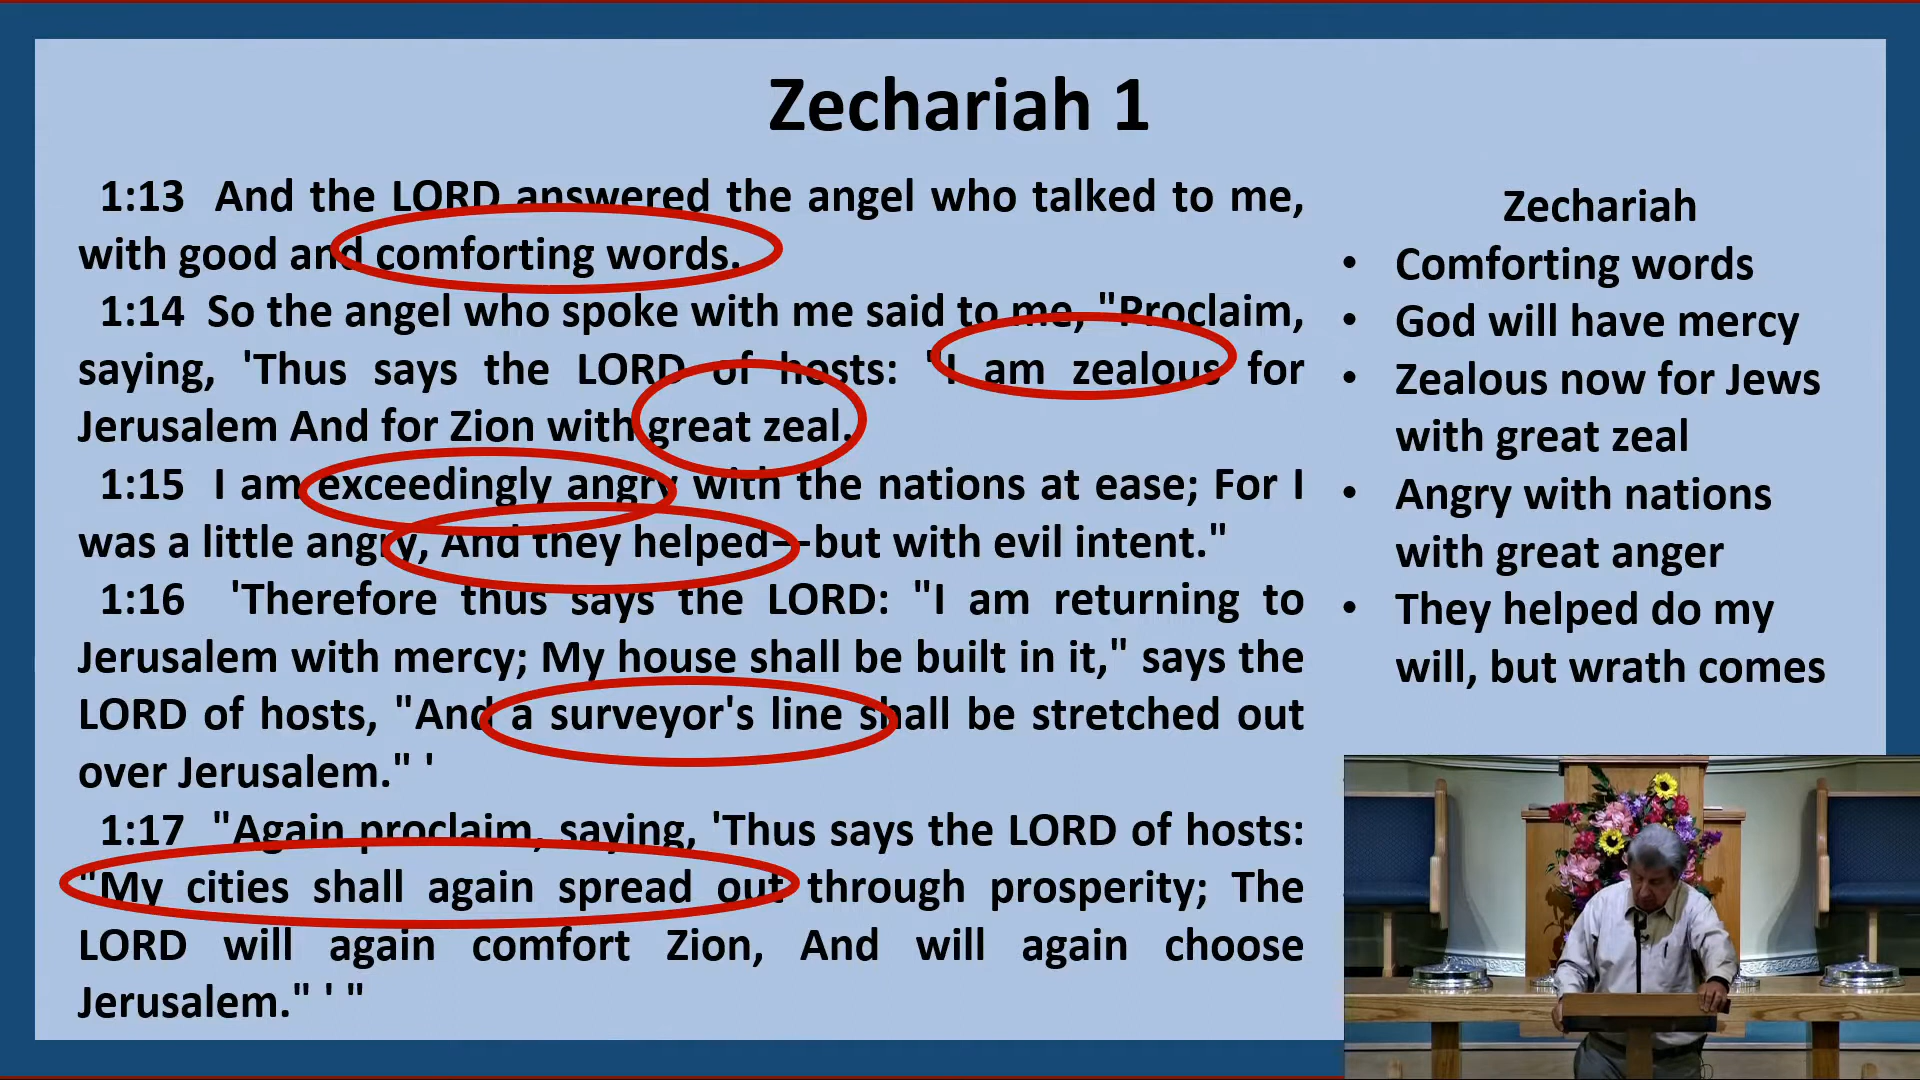 Zechariah 1
1:13 And the LORD answered the angel who talked to me,
with good and comforting words.
1:14 So the angel who spoke with me said to me, "Proclaim,
saying, 'Thus says the LORD of hosts: "I am zealous for
Jerusalem And for Zion with great zeal.
1:15 I am exceedingly angry with the nations at ease; For I
was a little angry, And they helped—but with evil intent."
1:16 'Therefore thus says the LORD: "I am returning to
Jerusalem with mercy; My house shall be built in it," says the
LORD of hosts, "And a surveyor's line shall be stretched out
over Jerusalem." '
1:17 "Again proclaim, saying, 'Thus says the LORD of hosts:
"My cities shall again spread out through prosperity; The
LORD will again comfort Zion, And will again choose
Jerusalem." ' "
Zechariah
• Comforting words
• God will have mercy
• Zealous now for Jews
with great zeal
• Angry with nations
with great anger
• They helped do my
will, but wrath comes